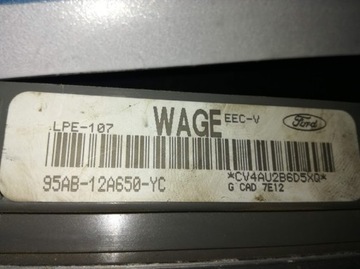 LPE-107 WAGE EEC-V Ford
95AB-12A650-YC *CV4AU2B6D5XQ*
G CAD 7E12